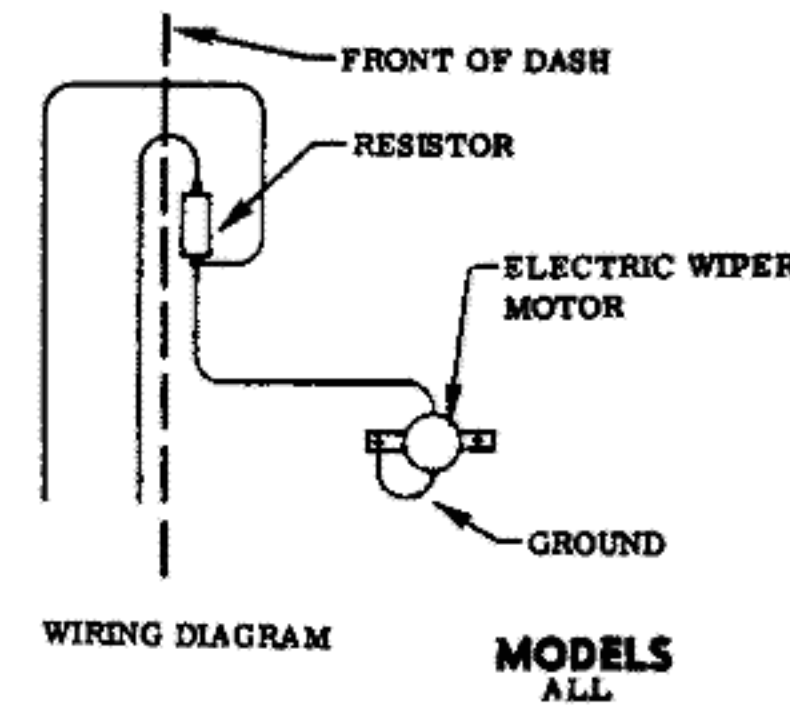 FRONT OF DASH
RESISTOR
ELECTRIC WIPER
MOTOR
GROUND
WIRING DIAGRAM
MODELS
ALL